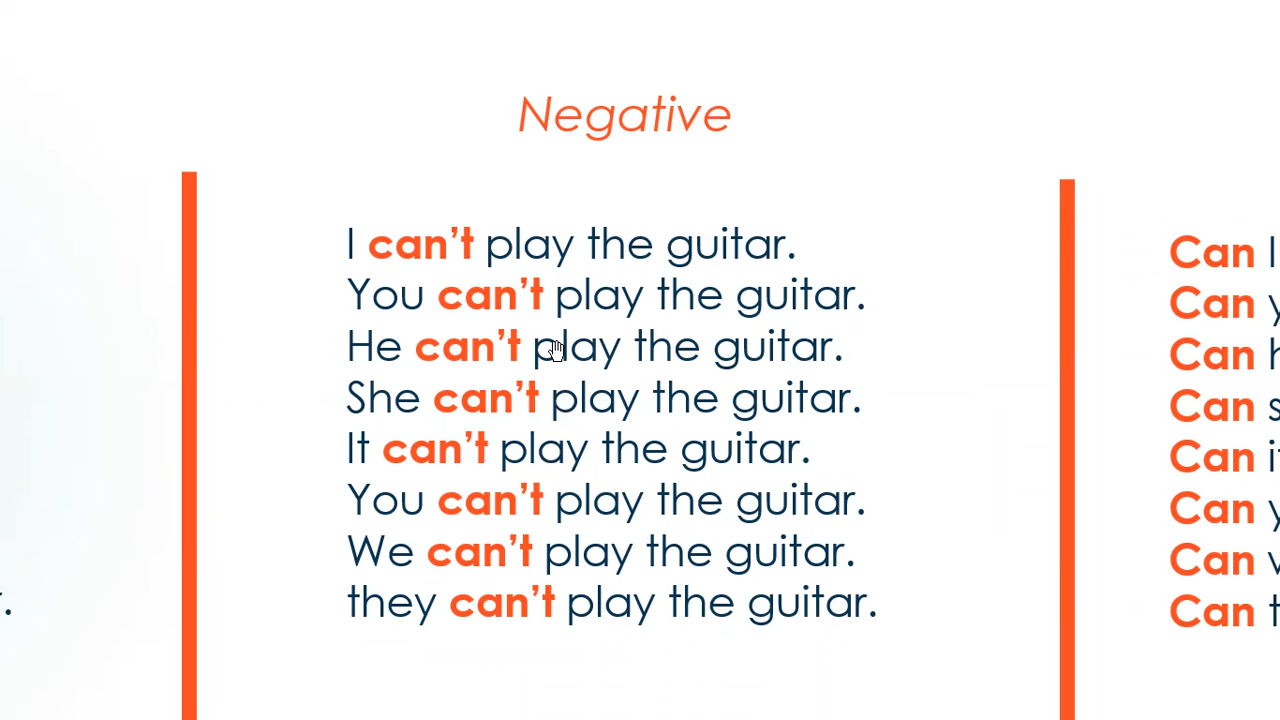 Negative
I can't play the guitar.
You can't play the guitar.
He can't play the guitar.
She can't play the guitar.
It can't play the guitar.
You can't play the guitar.
We can't play the guitar.
they can't play the guitar.
Can I
Can
Can
Can
Can
Can
Can
Can